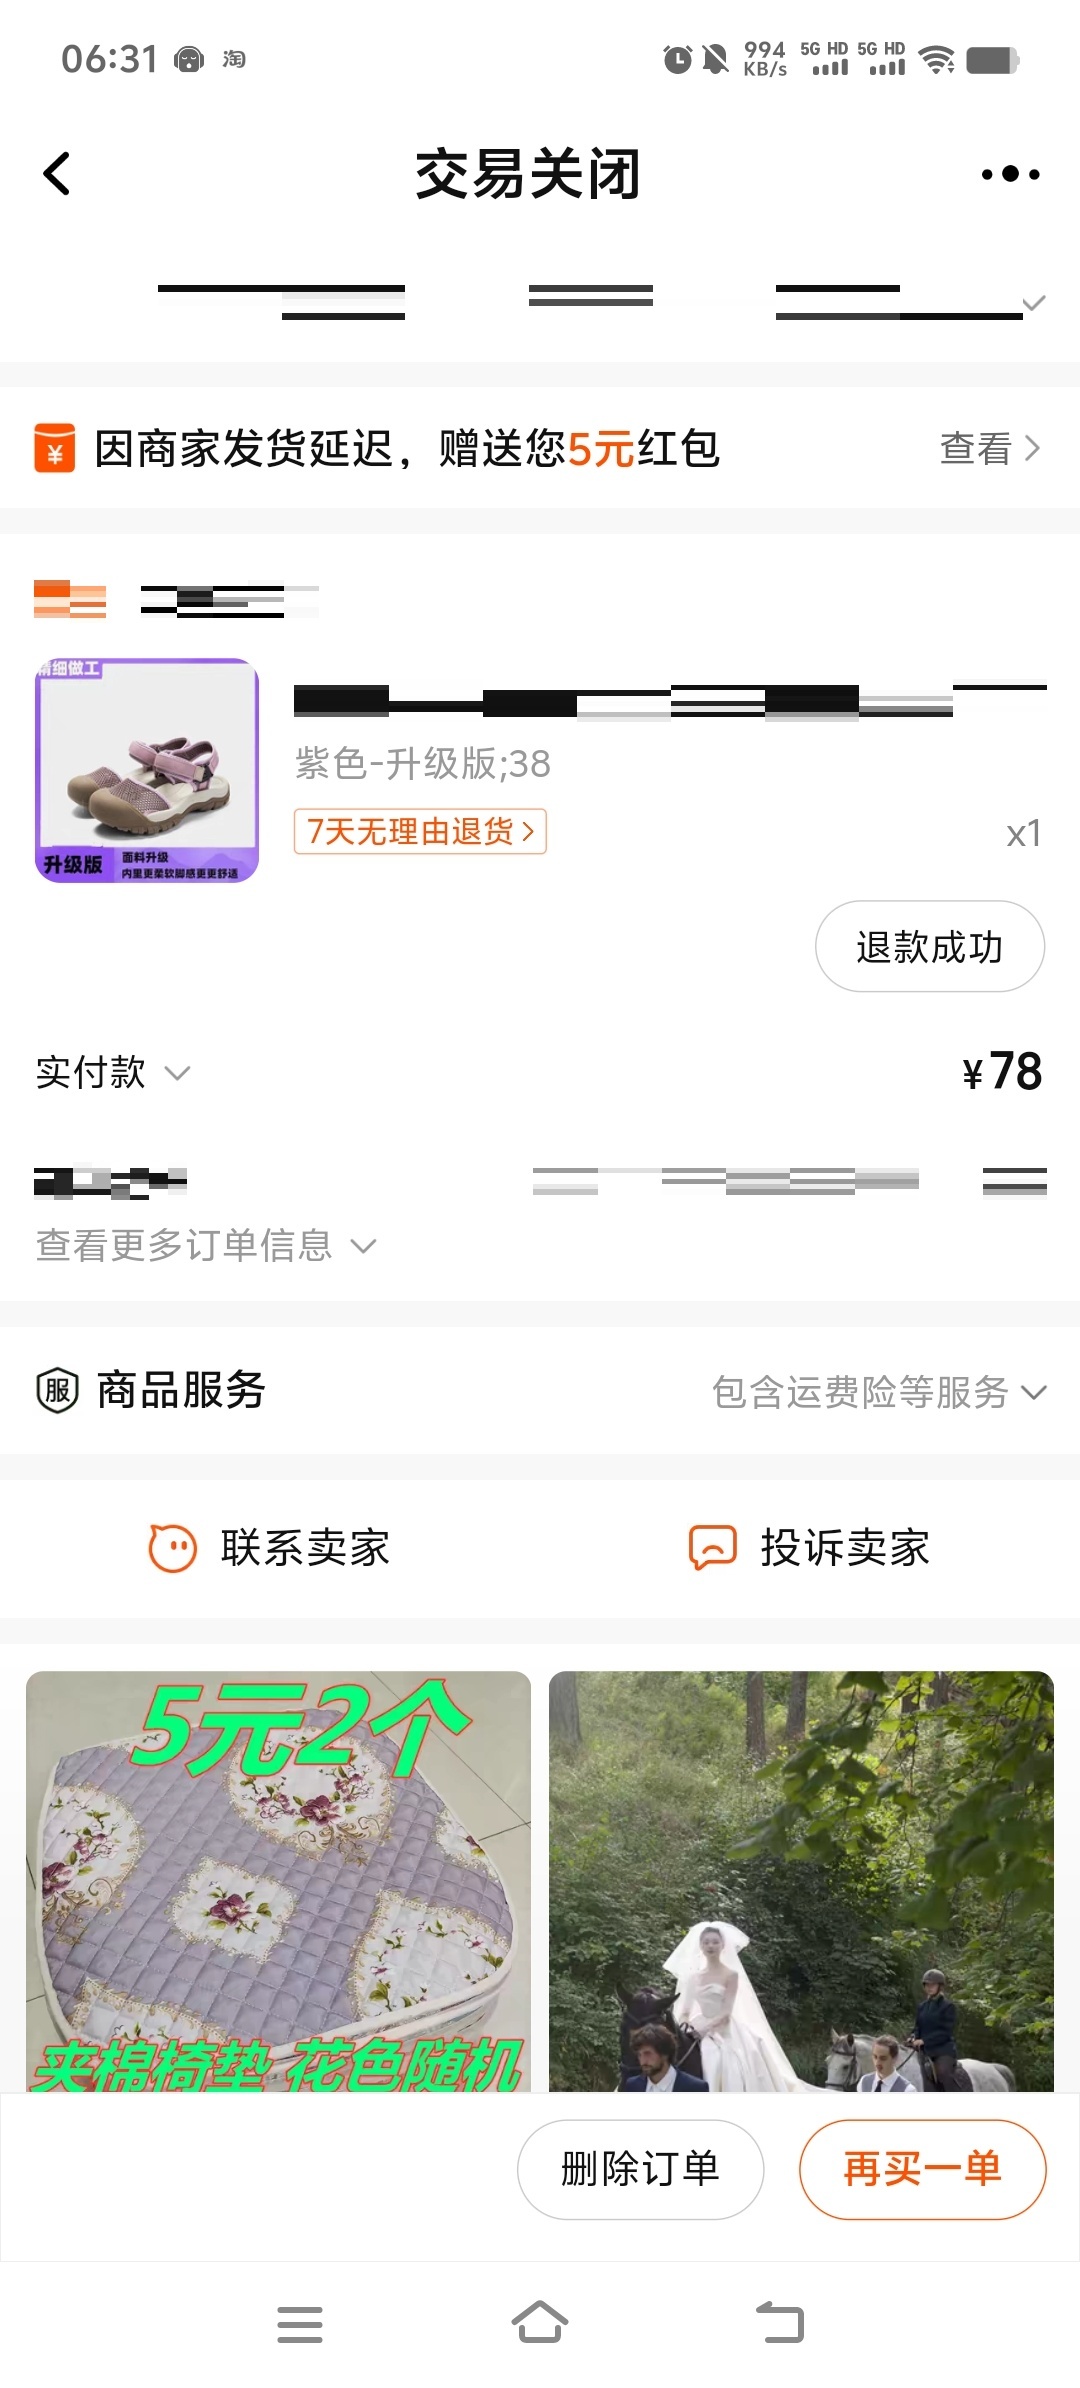 06:31 淘 994 KB/s 5G HD 5G HD
交易关闭
因商家发货延迟，赠送您5元红包 查看
精细做工
升级版 面料升级
内里更柔软脚感更更舒适
紫色-升级版;38
7天无理由退货 x1
退款成功
实付款 ¥78
查看更多订单信息
服 商品服务 包含运费险等服务
联系卖家 投诉卖家
5元2个
夹棉椅垫 花色随机
删除订单 再买一单